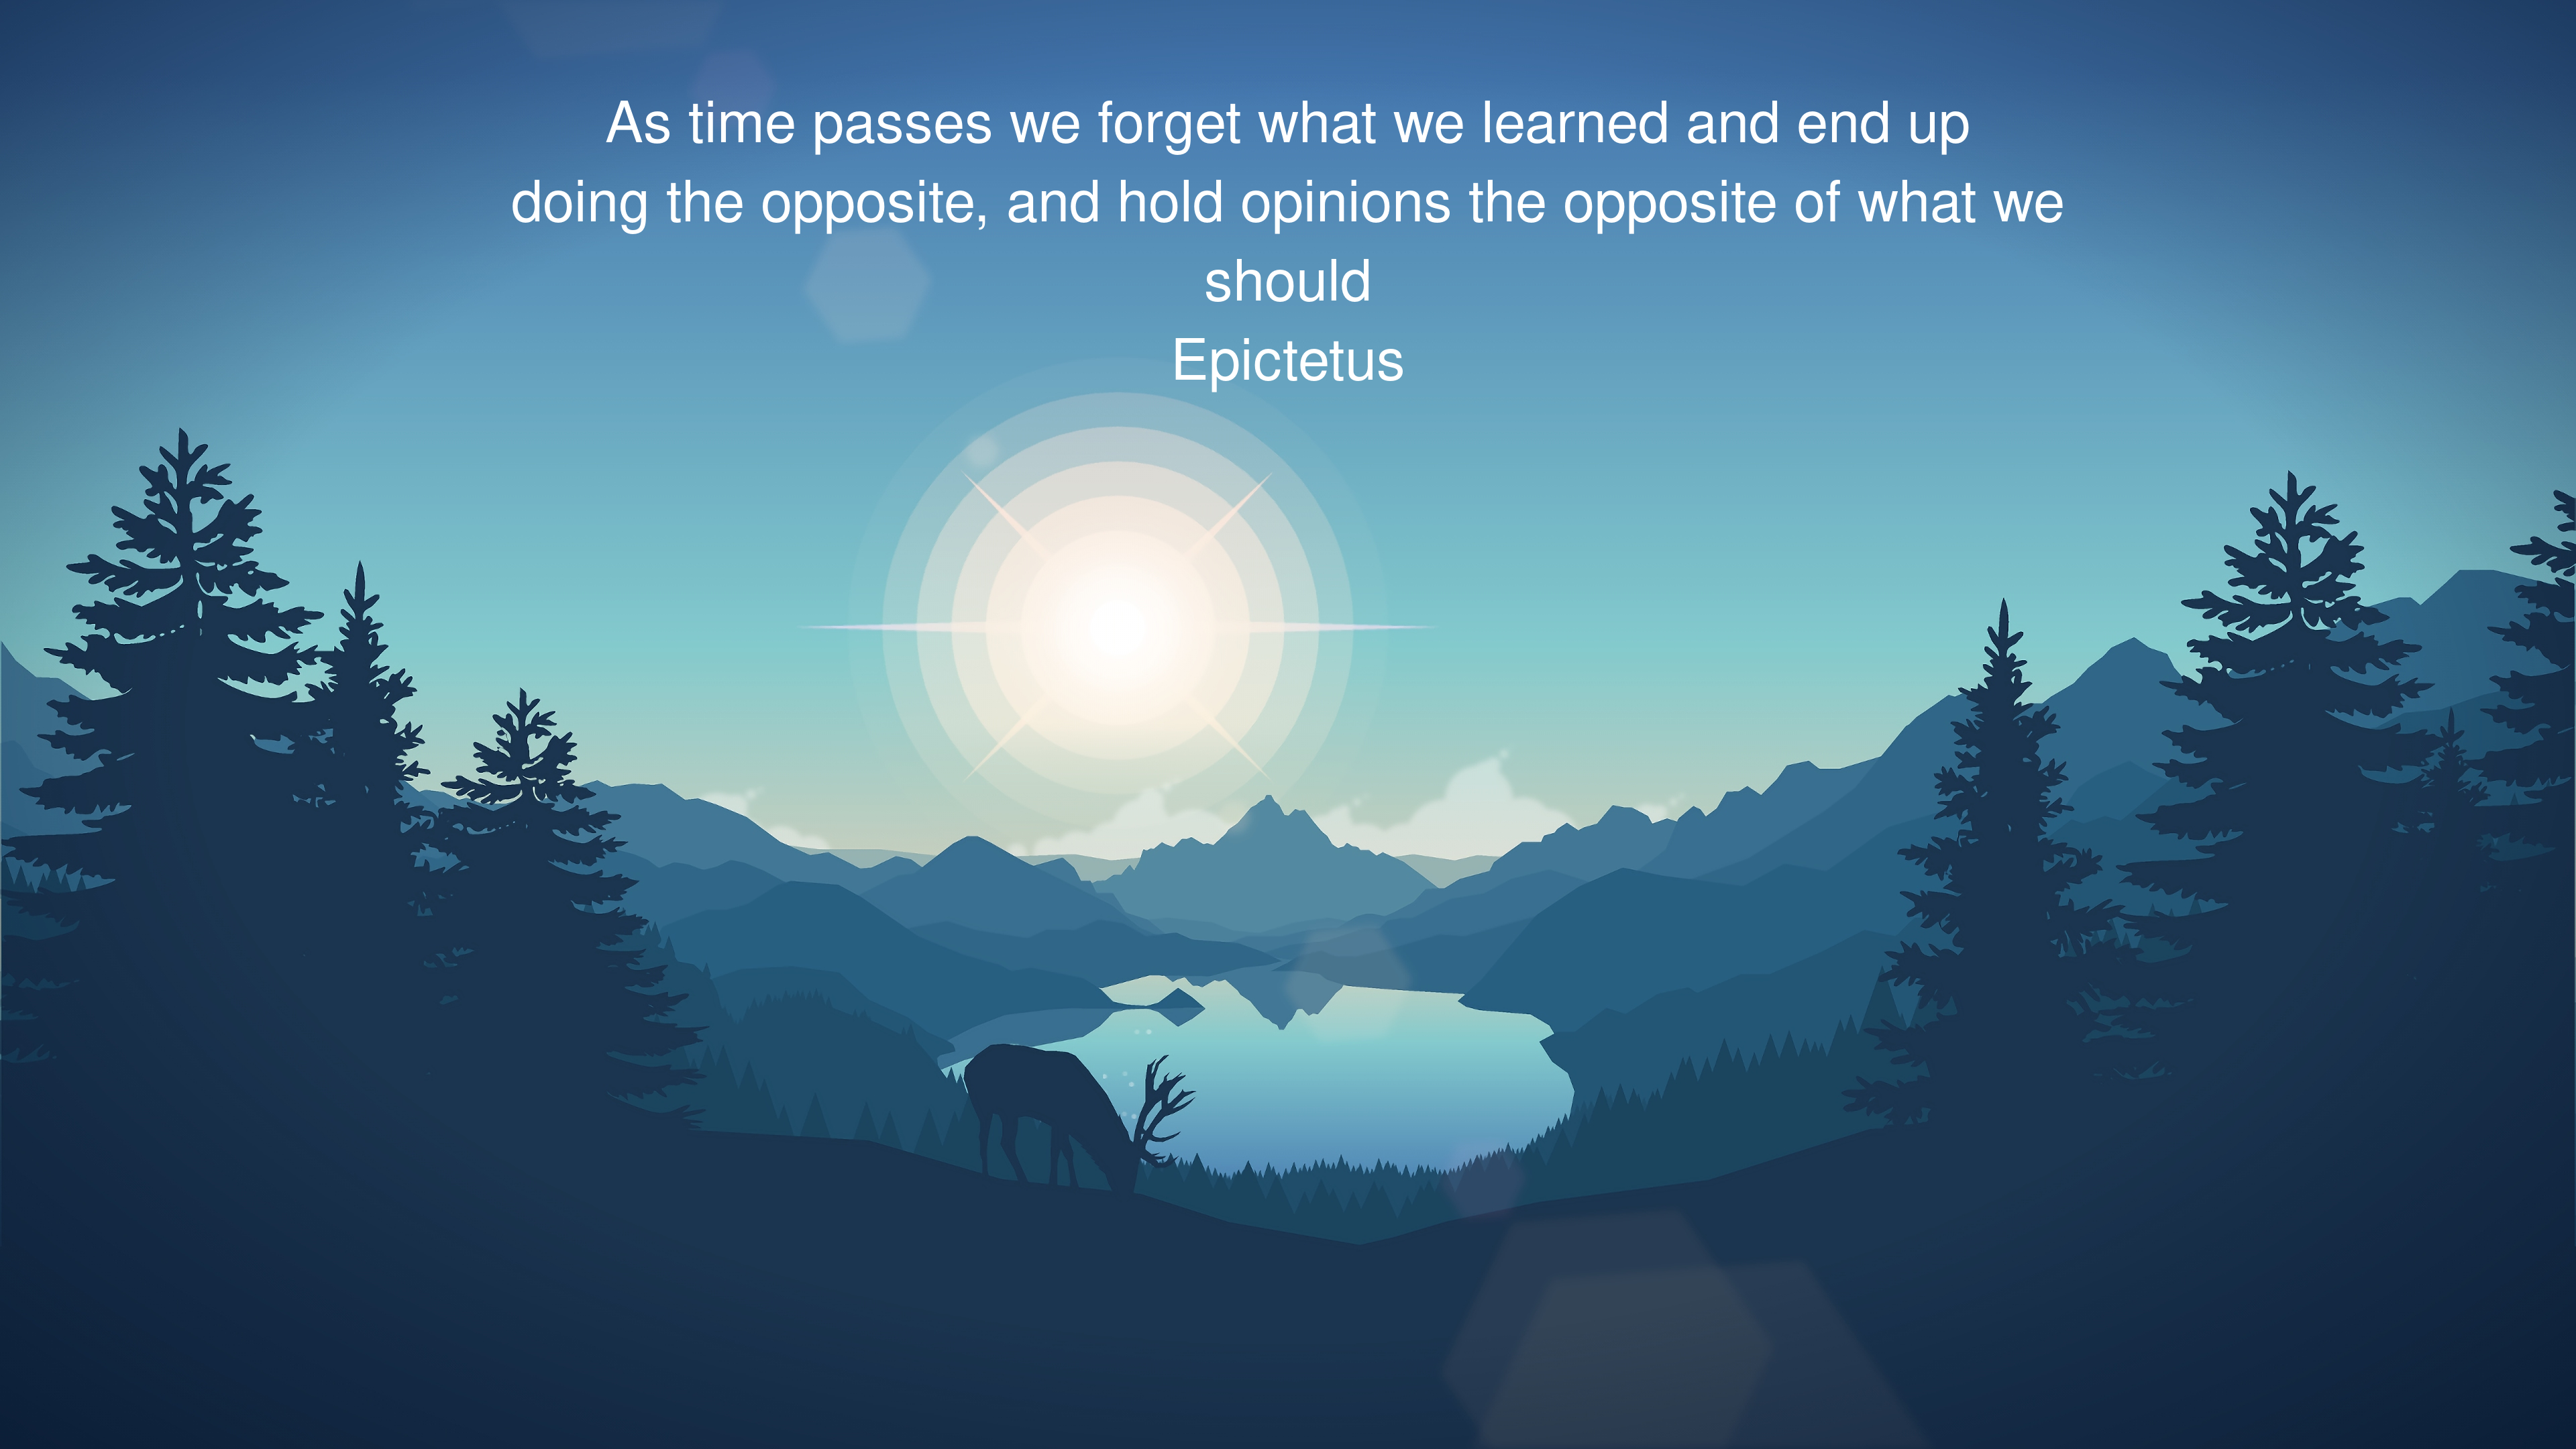 As time passes we forget what we learned and end up
doing the opposite, and hold opinions the opposite of what we
should
Epictetus